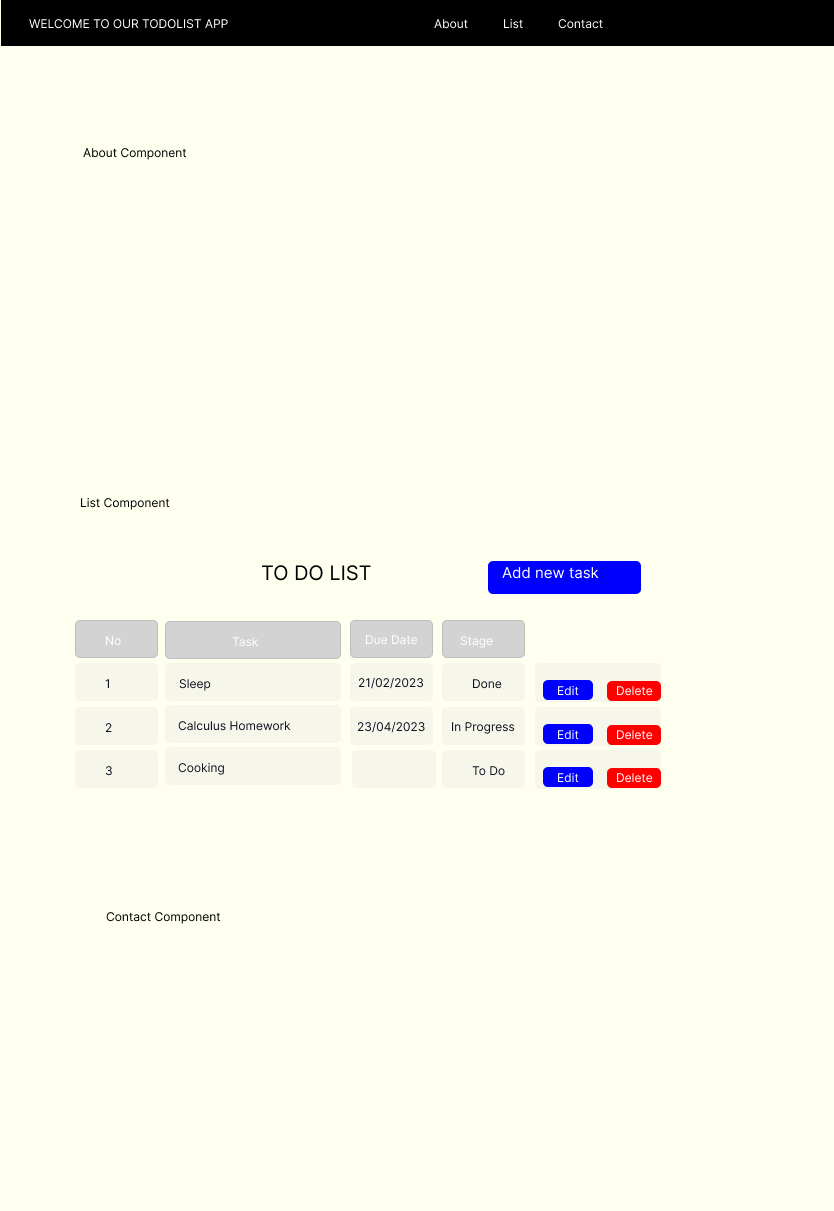 WELCOME TO OUR TODOLIST APP About List Contact
About Component
List Component
TO DO LIST Add new task
No Task Due Date Stage
1 Sleep 21/02/2023 Done Edit Delete
2 Calculus Homework 23/04/2023 In Progress Edit Delete
3 Cooking To Do Edit Delete
Contact Component